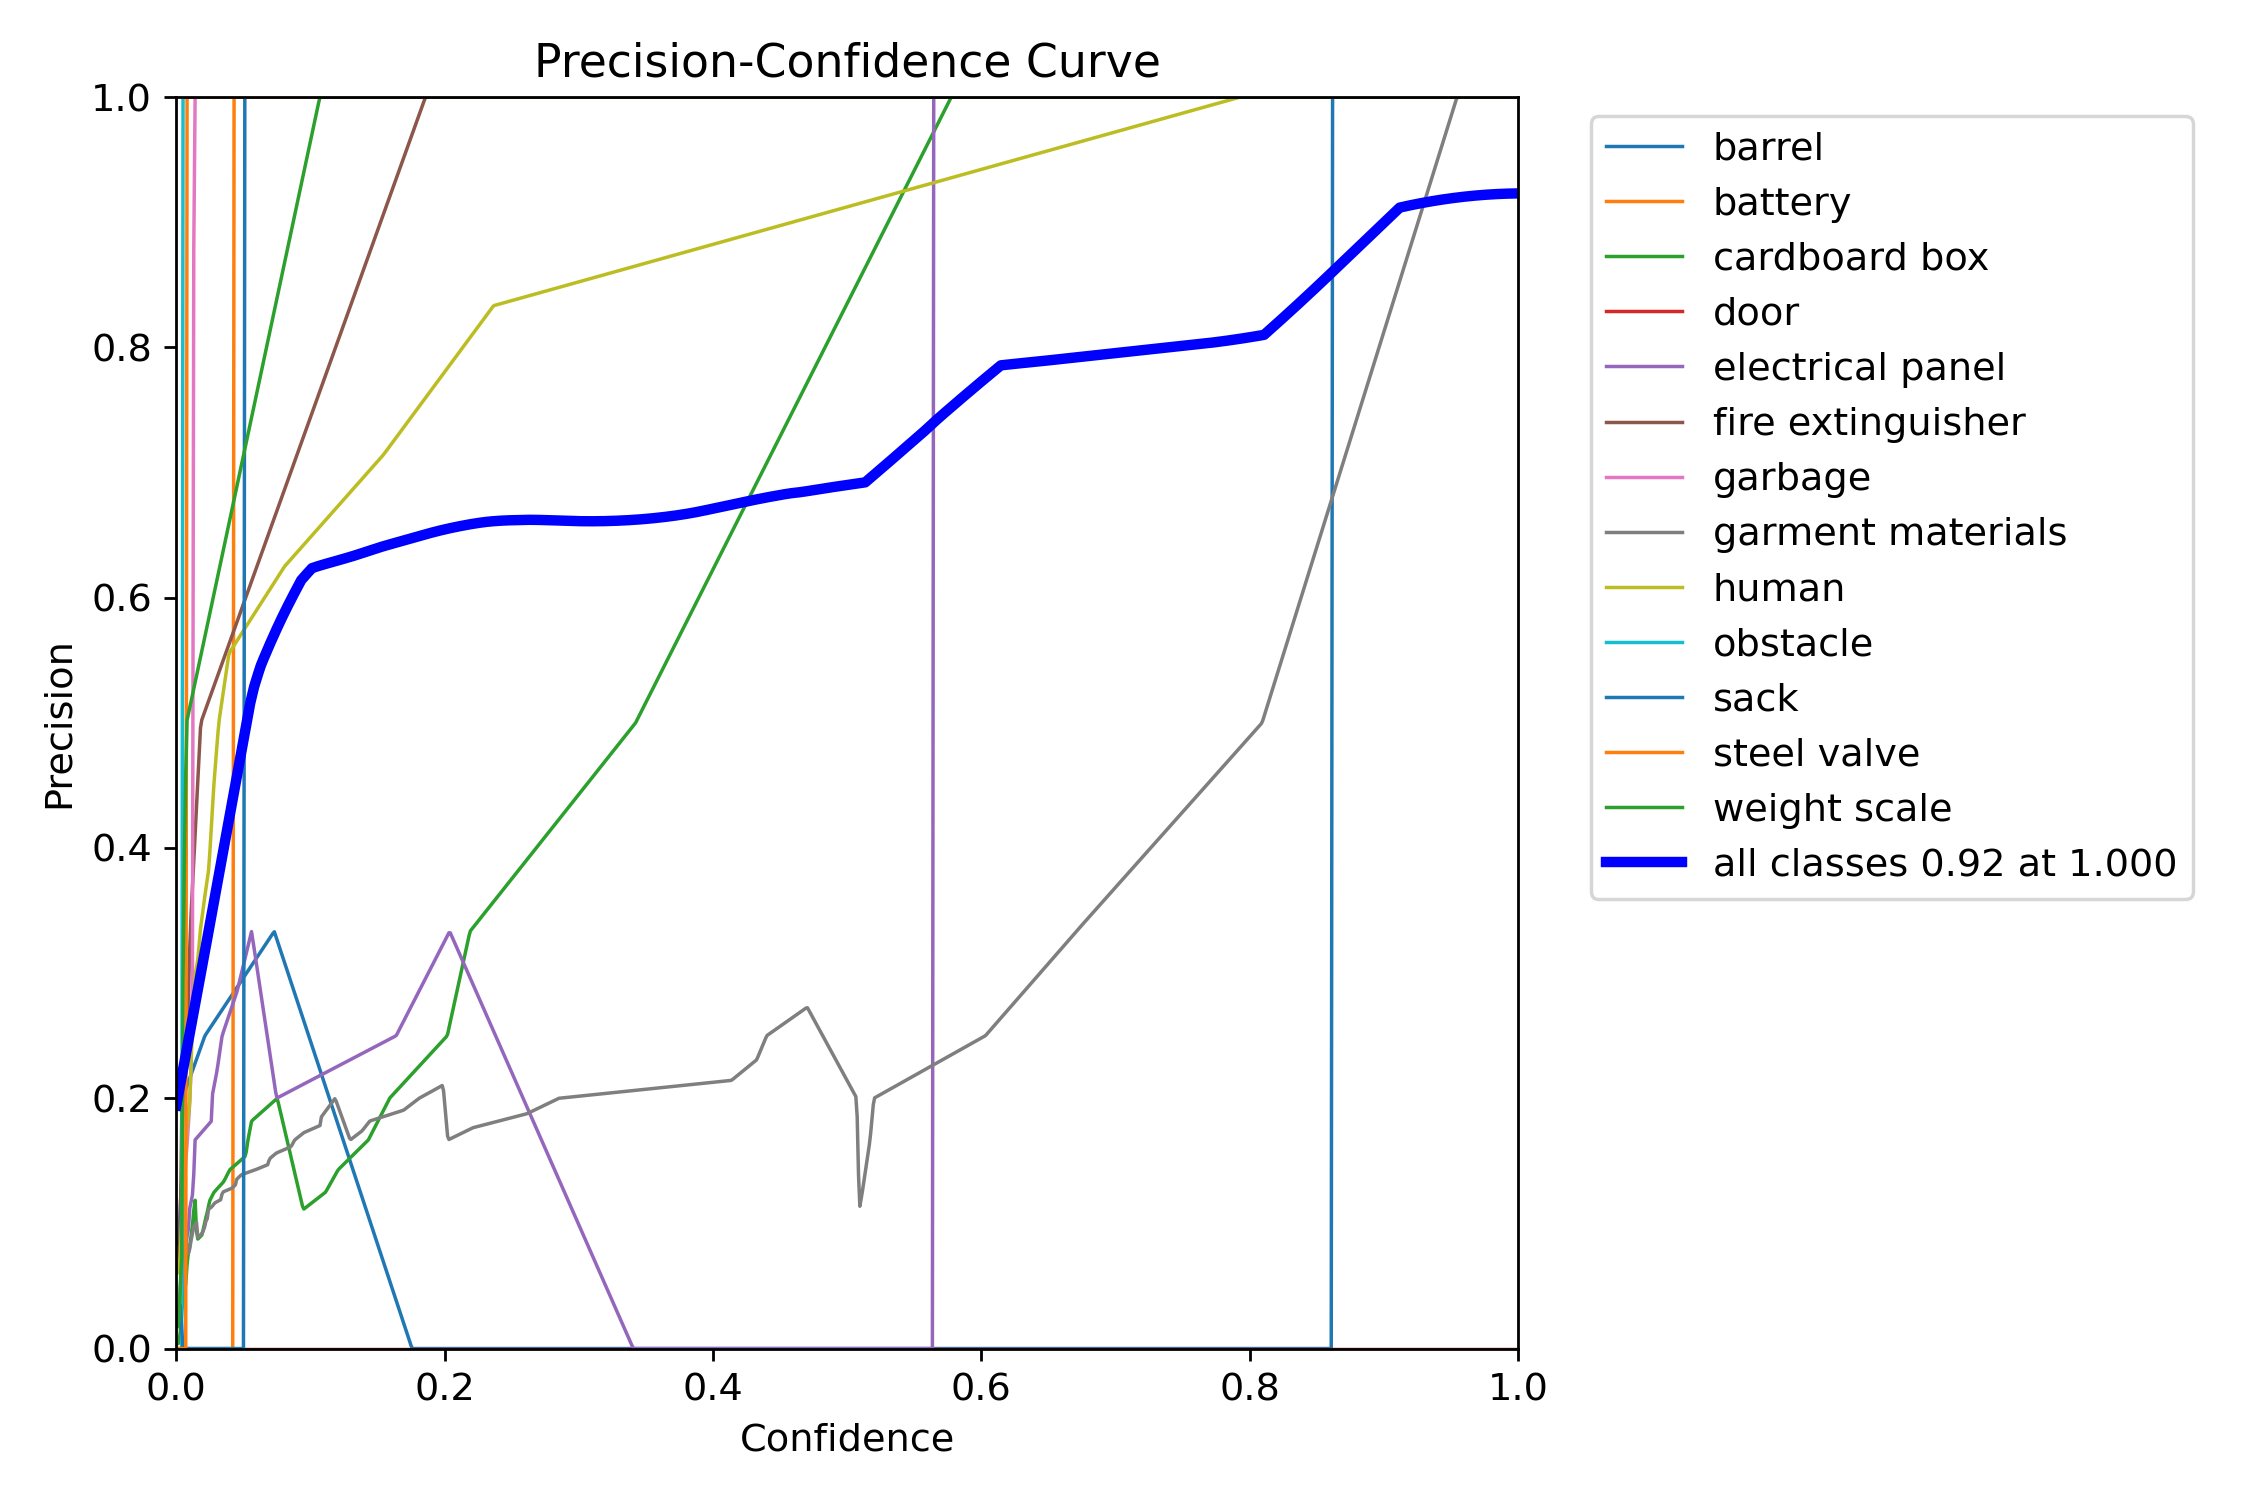 Precision-Confidence Curve
1.0
0.8
0.6
0.4
0.2
0.0
Precision
0.0 0.2 0.4 0.6 0.8 1.0
Confidence
barrel
battery
cardboard box
door
electrical panel
fire extinguisher
garbage
garment materials
human
obstacle
sack
steel valve
weight scale
all classes 0.92 at 1.000